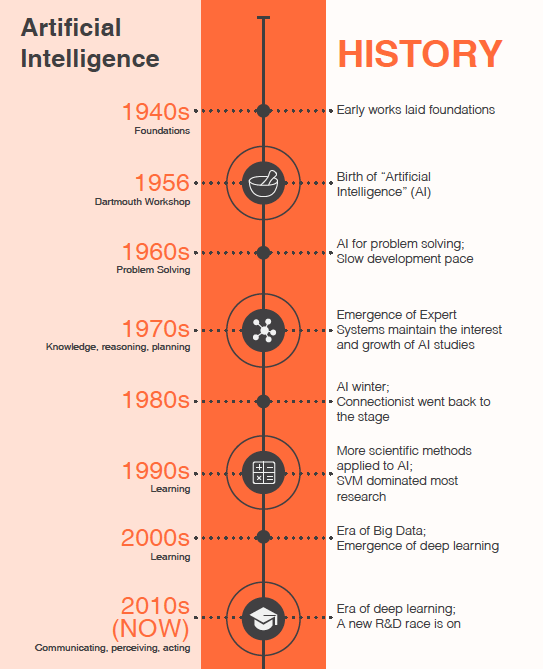 Artificial
Intelligence
HISTORY
1940s
Foundations
Early works laid foundations
1956
Dartmouth Workshop
Birth of “Artificial
Intelligence” (AI)
1960s
Problem Solving
AI for problem solving;
Slow development pace
1970s
Knowledge, reasoning, planning
Emergence of Expert
Systems maintain the interest
and growth of AI studies
1980s
AI winter;
Connectionist went back to
the stage
1990s
Learning
More scientific methods
applied to AI;
SVM dominated most
research
2000s
Learning
Era of Big Data;
Emergence of deep learning
2010s
(NOW)
Communicating, perceiving, acting
Era of deep learning;
A new R&D race is on